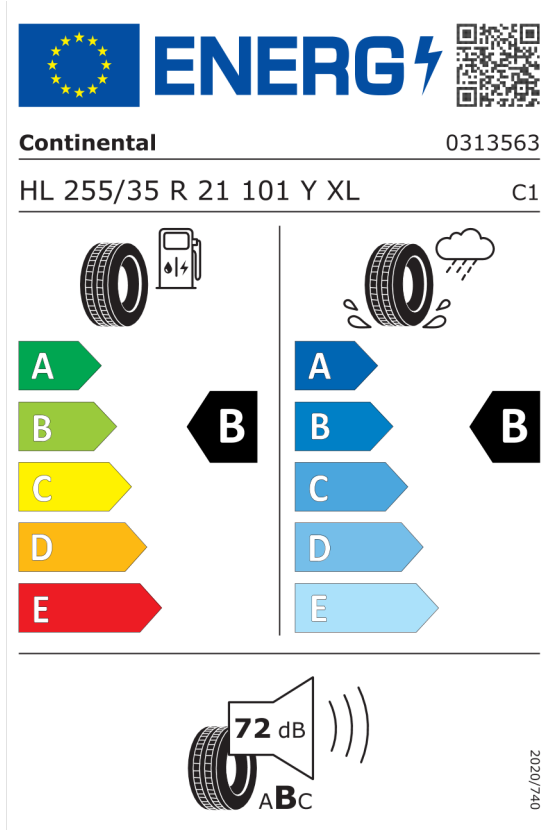 ENERG
Continental 0313563
HL 255/35 R 21 101 Y XL C1
A A
B B B B
C C
D D
E E
72 dB
ABC
2020/740